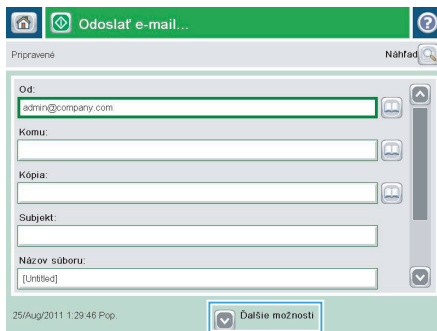 Odoslať e-mail...
Pripravené
Náhľad
Od:
admin@company.com
Komu:
Kópia:
Subjekt:
Názov súboru:
[Untitled]
25/Aug/2011 1:29:46 Pop.
Ďalšie možnosti